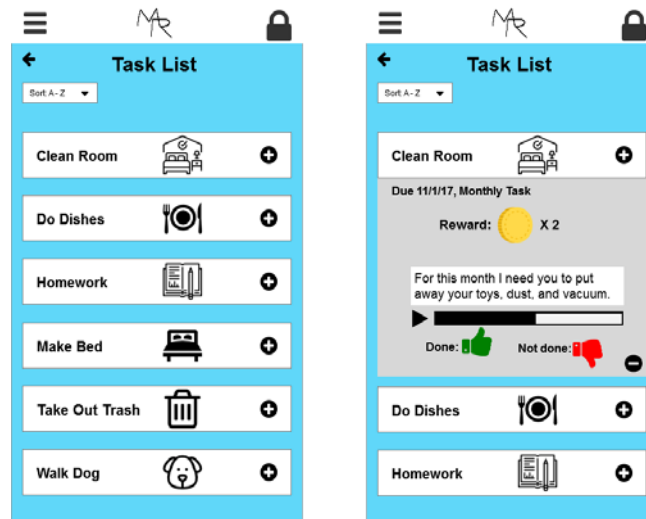 MAR
Task List
Sort A - Z
Clean Room
Do Dishes
Homework
Make Bed
Take Out Trash
Walk Dog
MAR
Task List
Sort A - Z
Clean Room
Due 11/1/17, Monthly Task
Reward: X 2
For this month I need you to put
away your toys, dust, and vacuum.
Done: Not done:
Do Dishes
Homework